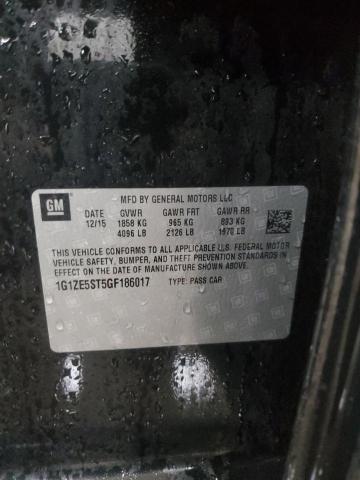 GM
MFD BY GENERAL MOTORS LLC
DATE GVWR GAWR FRT GAWR RR
12/15 1858 KG 965 KG 893 KG
4096 LB 2126 LB 1970 LB
THIS VEHICLE CONFORMS TO ALL APPLICABLE U.S. FEDERAL MOTOR
VEHICLE SAFETY, BUMPER, AND THEFT PREVENTION STANDARDS IN
EFFECT ON THE DATE OF MANUFACTURE SHOWN ABOVE.
1G1ZE5ST5GF186017 TYPE: PASS CAR